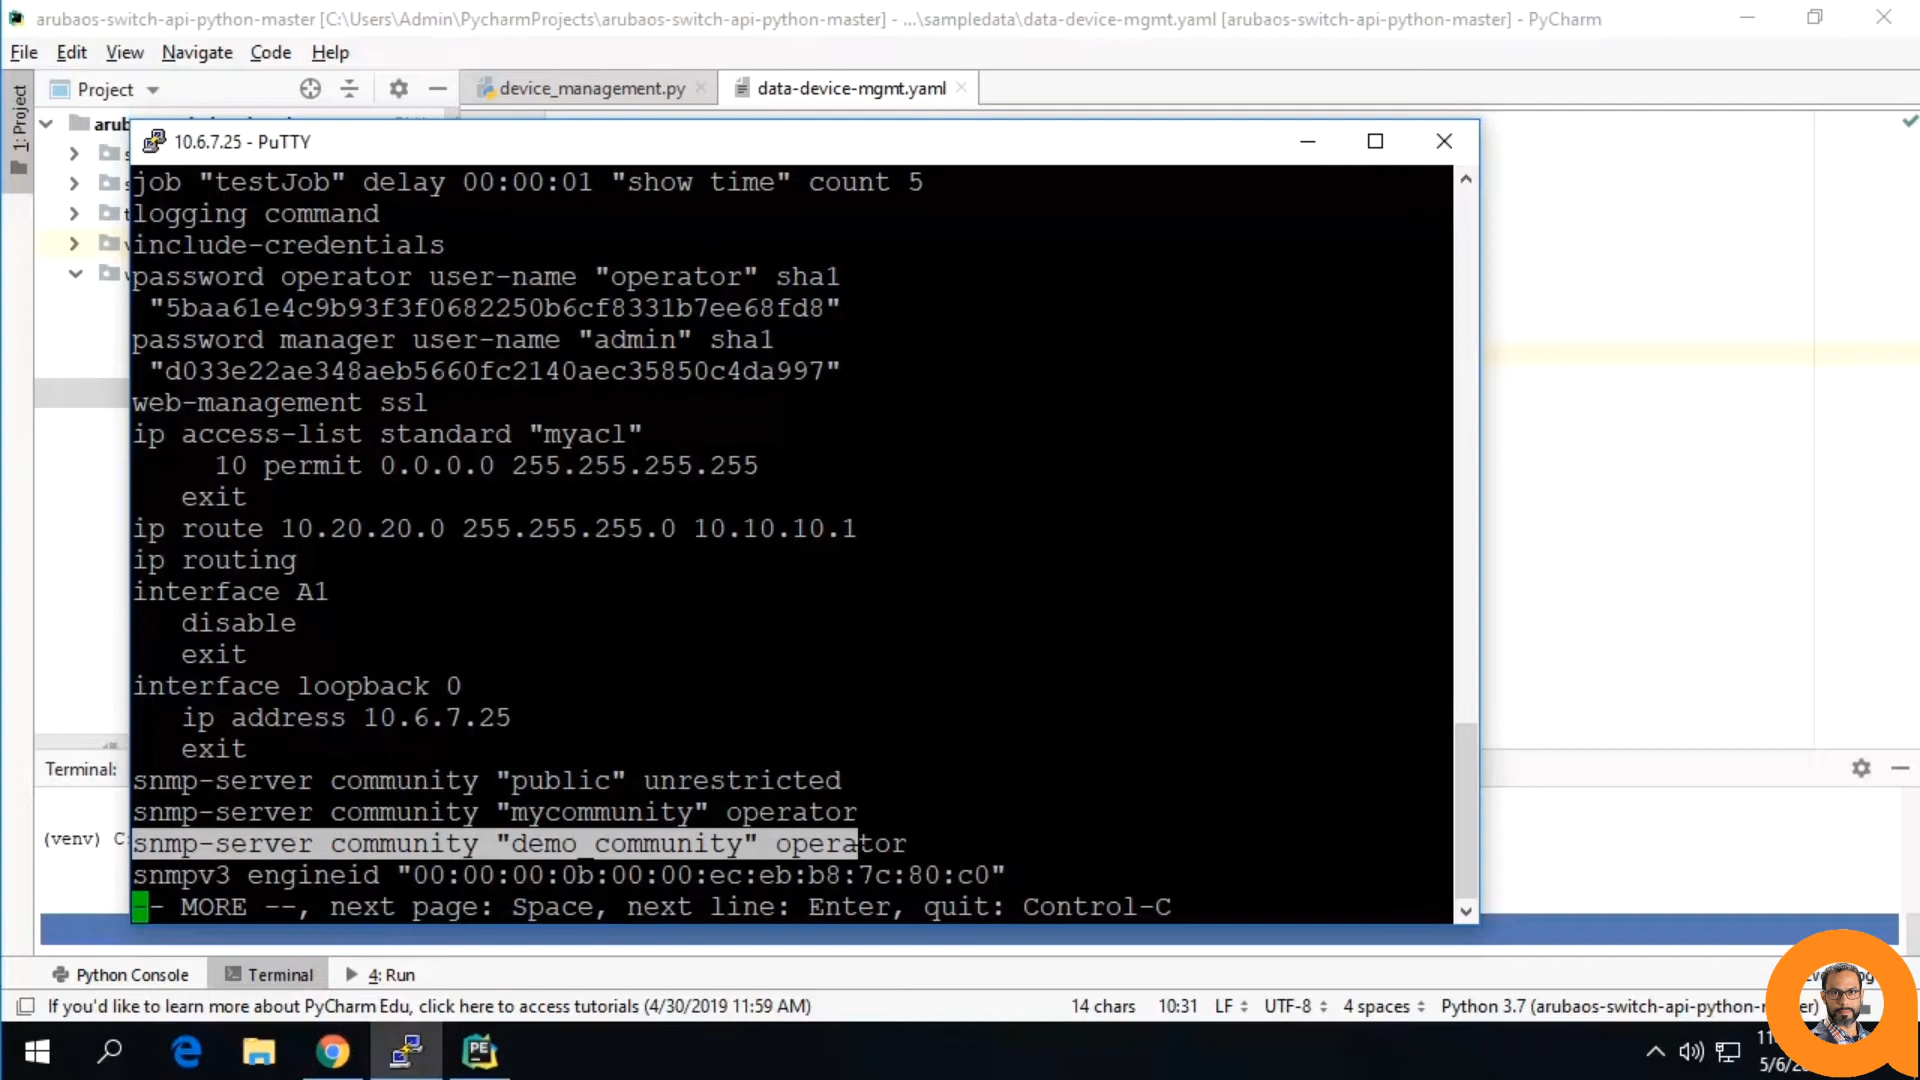 arubaos-switch-api-python-master [C:\Users\Admin\PycharmProjects\arubaos-switch-api-python-master] - ...\sampledata\data-device-mgmt.yaml [arubaos-switch-api-python-master] - PyCharm
File Edit View Navigate Code Help
Project
device_management.py
data-device-mgmt.yaml
1: Project
10.6.7.25 - PuTTY
job "testJob" delay 00:00:01 "show time" count 5
logging command
include-credentials
password operator user-name "operator" sha1
"5baa61e4c9b93f3f0682250b6cf8331b7ee68fd8"
password manager user-name "admin" sha1
"d033e22ae348aeb5660fc2140aec35850c4da997"
web-management ssl
ip access-list standard "myacl"
10 permit 0.0.0.0 255.255.255.255
exit
ip route 10.20.20.0 255.255.255.0 10.10.10.1
ip routing
interface A1
disable
exit
interface loopback 0
ip address 10.6.7.25
exit
snmp-server community "public" unrestricted
snmp-server community "mycommunity" operator
snmp-server community "demo_community" operator
snmpv3 engineid "00:00:00:0b:00:00:ec:eb:b8:7c:80:c0"
-- MORE --, next page: Space, next line: Enter, quit: Control-C
Terminal:
(venv) C:
Python Console
Terminal
4: Run
If you'd like to learn more about PyCharm Edu, click here to access tutorials (4/30/2019 11:59 AM)
14 chars 10:31 LF UTF-8 4 spaces Python 3.7 (arubaos-switch-api-python-master)